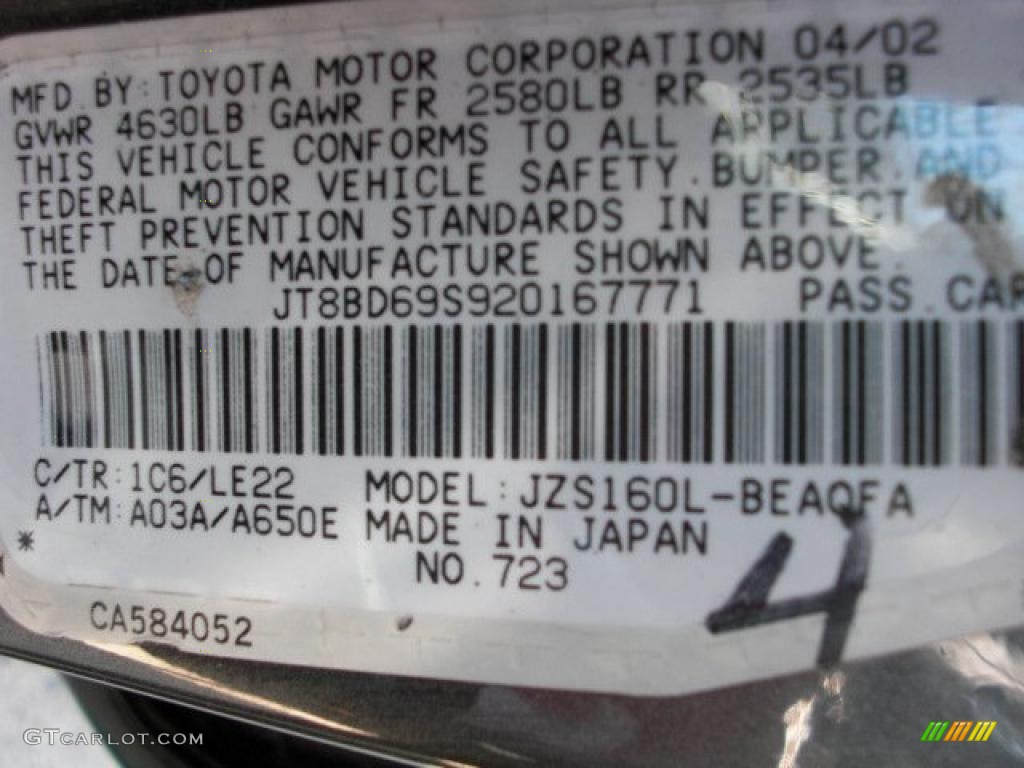 MFD.BY:TOYOTA MOTOR CORPORATION 04/02
GVWR 4630LB GAWR FR 2580LB RR 2535LB
THIS VEHICLE CONFORMS TO ALL APPLICABLE
FEDERAL MOTOR VEHICLE SAFETY.BUMPER.AND
THEFT PREVENTION STANDARDS IN EFFECT ON
THE DATE OF MANUFACTURE SHOWN ABOVE.
JT8BD69S920167771 PASS.CAR
C/TR:1C6/LE22 MODEL:JZS160L-BEAQFA
A/TM:A03A/A650E MADE IN JAPAN
* NO.723
4
CA584052
GTCARLOT.COM